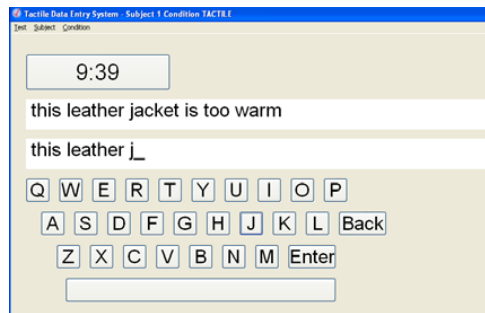 Tactile Data Entry System - Subject 1 Condition TACTILE
Test Subject Condition
9:39
this leather jacket is too warm
this leather j_
Q W E R T Y U I O P
A S D F G H J K L Back
Z X C V B N M Enter